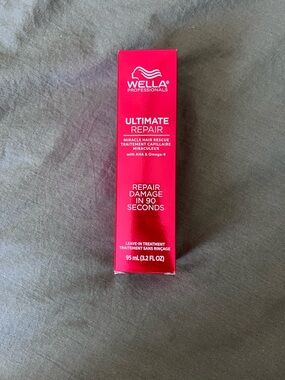 WELLA®
PROFESSIONALS
ULTIMATE
REPAIR
MIRACLE HAIR RESCUE
TRAITEMENT CAPILLAIRE
MIRACULEUX
with AHA & Omega-9
REPAIR
DAMAGE
IN 90
SECONDS
LEAVE-IN TREATMENT
TRAITEMENT SANS RINÇAGE
95 mL (3.2 FL OZ)